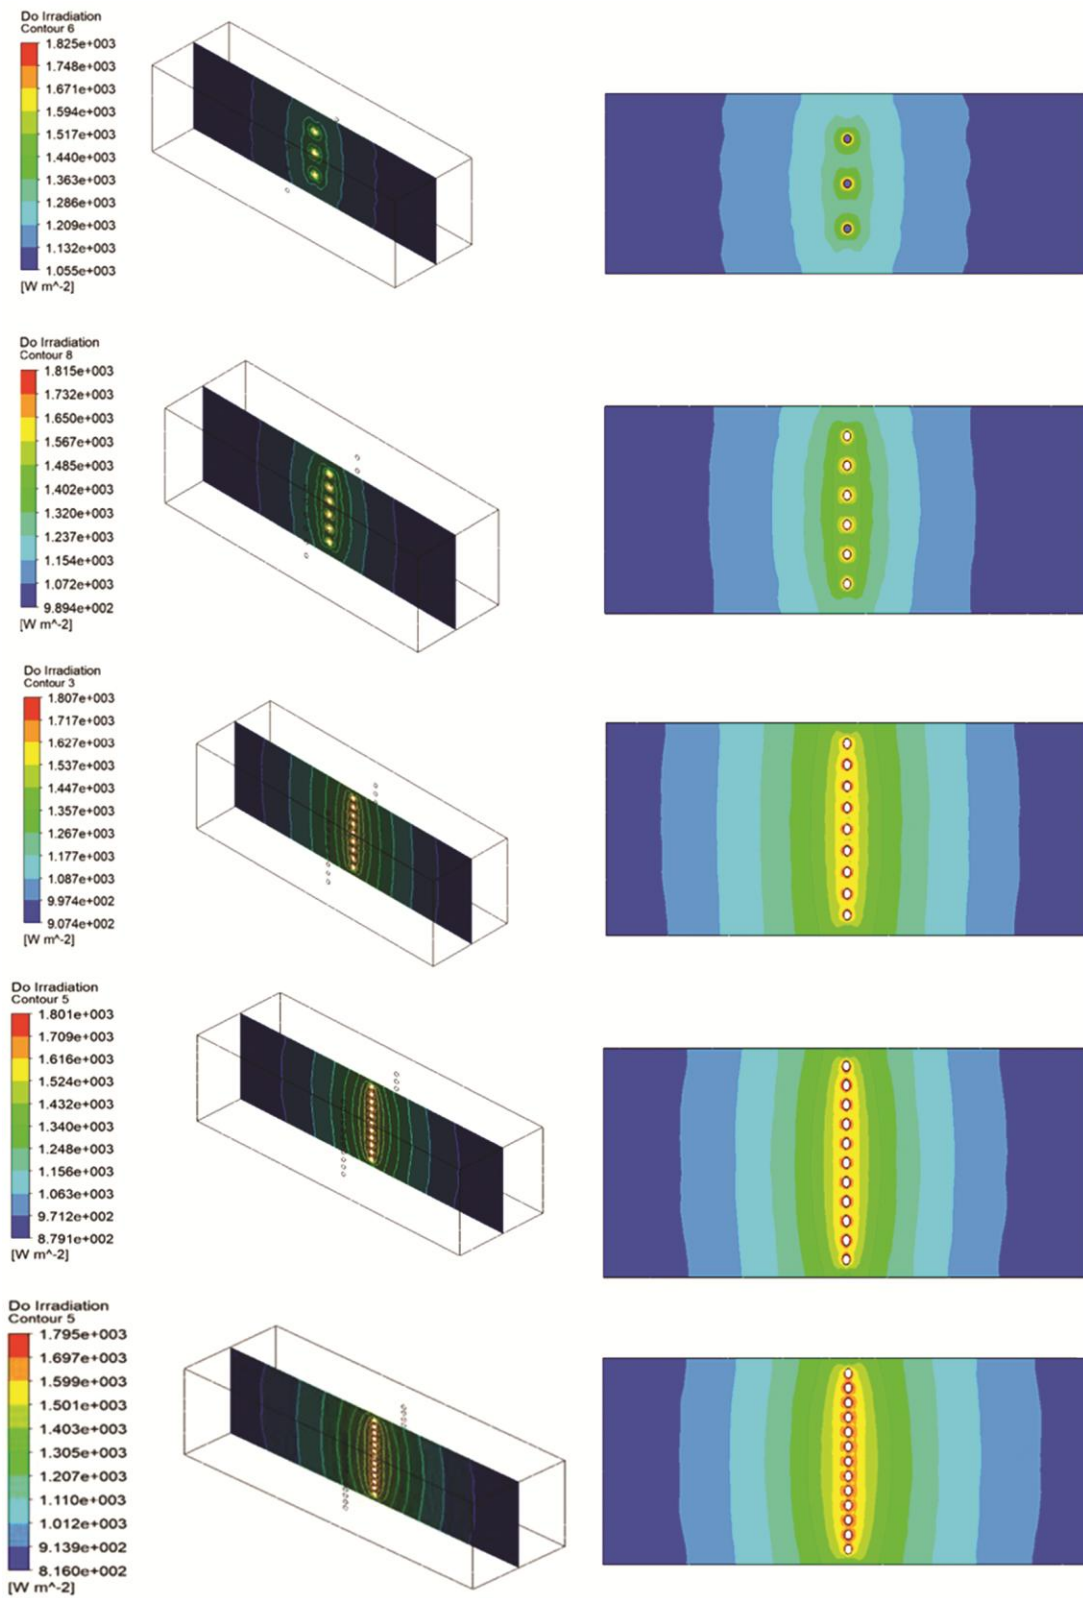 Do Irradiation
Contour 6
1.825e+003
1.748e+003
1.671e+003
1.594e+003
1.517e+003
1.440e+003
1.363e+003
1.286e+003
1.209e+003
1.132e+003
1.055e+003
[W m^-2]
Do Irradiation
Contour 8
1.815e+003
1.732e+003
1.650e+003
1.567e+003
1.485e+003
1.402e+003
1.320e+003
1.237e+003
1.154e+003
1.072e+003
9.894e+002
[W m^-2]
Do Irradiation
Contour 3
1.807e+003
1.717e+003
1.627e+003
1.537e+003
1.447e+003
1.357e+003
1.267e+003
1.177e+003
1.087e+003
9.974e+002
9.074e+002
[W m^-2]
Do Irradiation
Contour 5
1.801e+003
1.709e+003
1.616e+003
1.524e+003
1.432e+003
1.340e+003
1.248e+003
1.156e+003
1.063e+003
9.712e+002
8.791e+002
[W m^-2]
Do Irradiation
Contour 5
1.795e+003
1.697e+003
1.599e+003
1.501e+003
1.403e+003
1.305e+003
1.207e+003
1.110e+003
1.012e+003
9.139e+002
8.160e+002
[W m^-2]